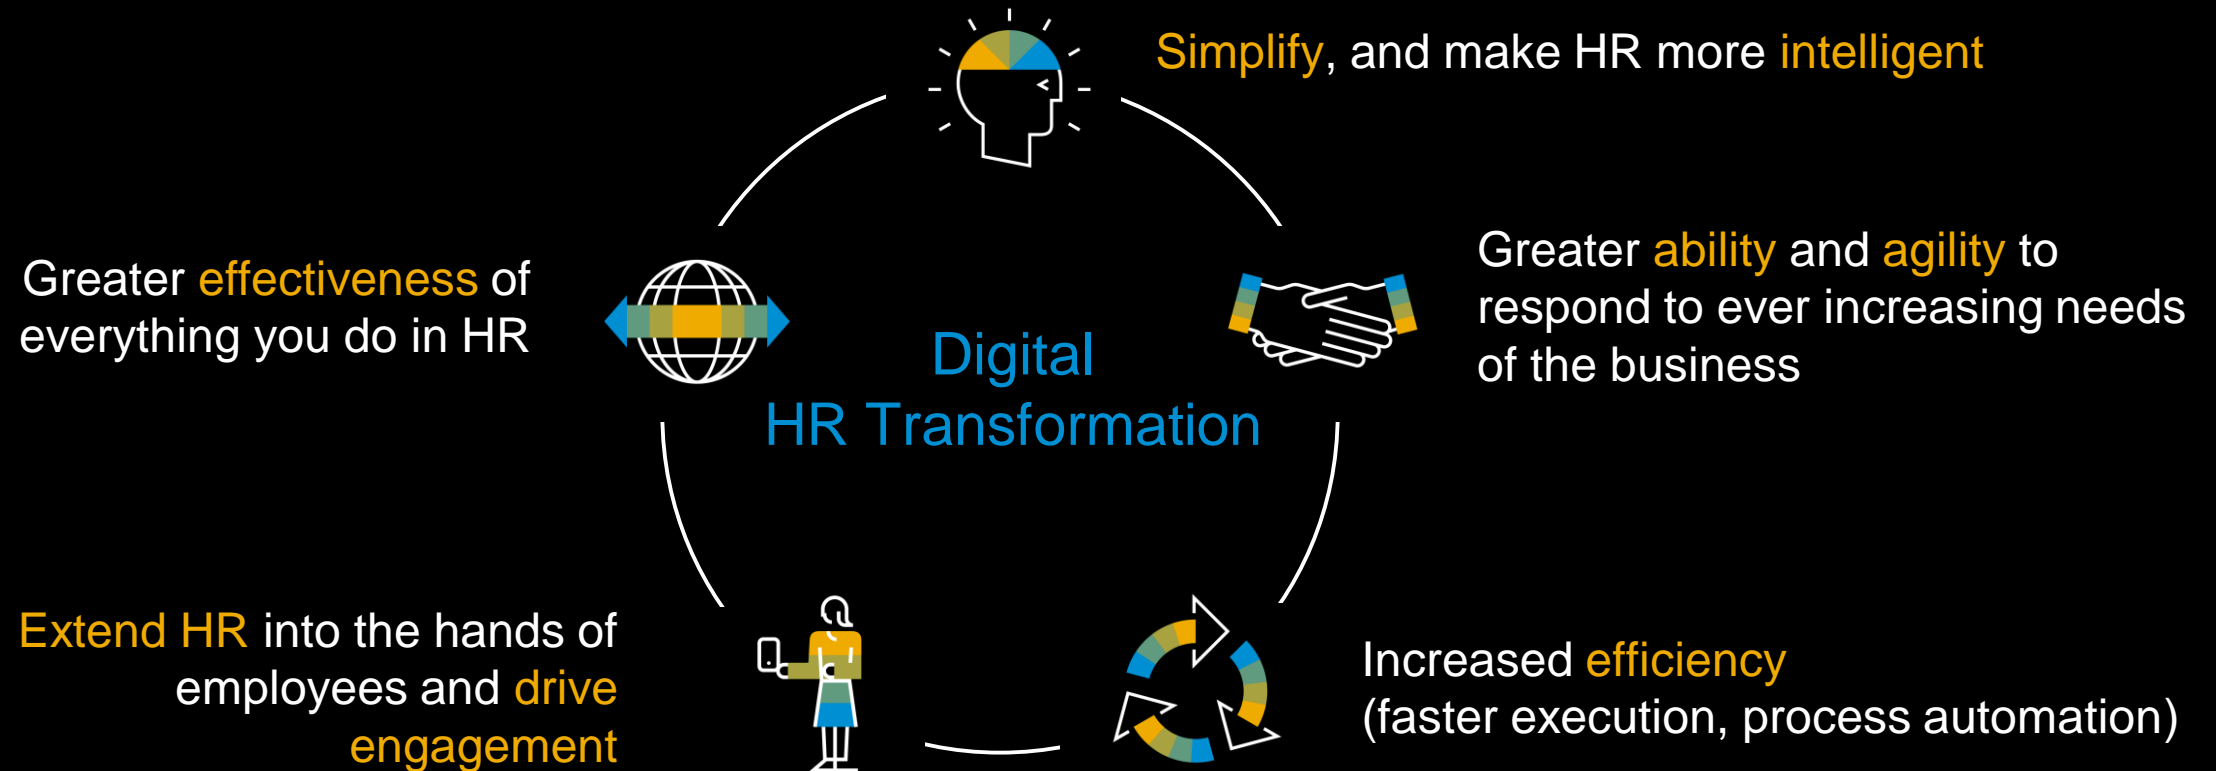 Simplify, and make HR more intelligent
Greater ability and agility to
respond to ever increasing needs
of the business
Increased efficiency
(faster execution, process automation)
Extend HR into the hands of
employees and drive
engagement
Greater effectiveness of
everything you do in HR
Digital
HR Transformation